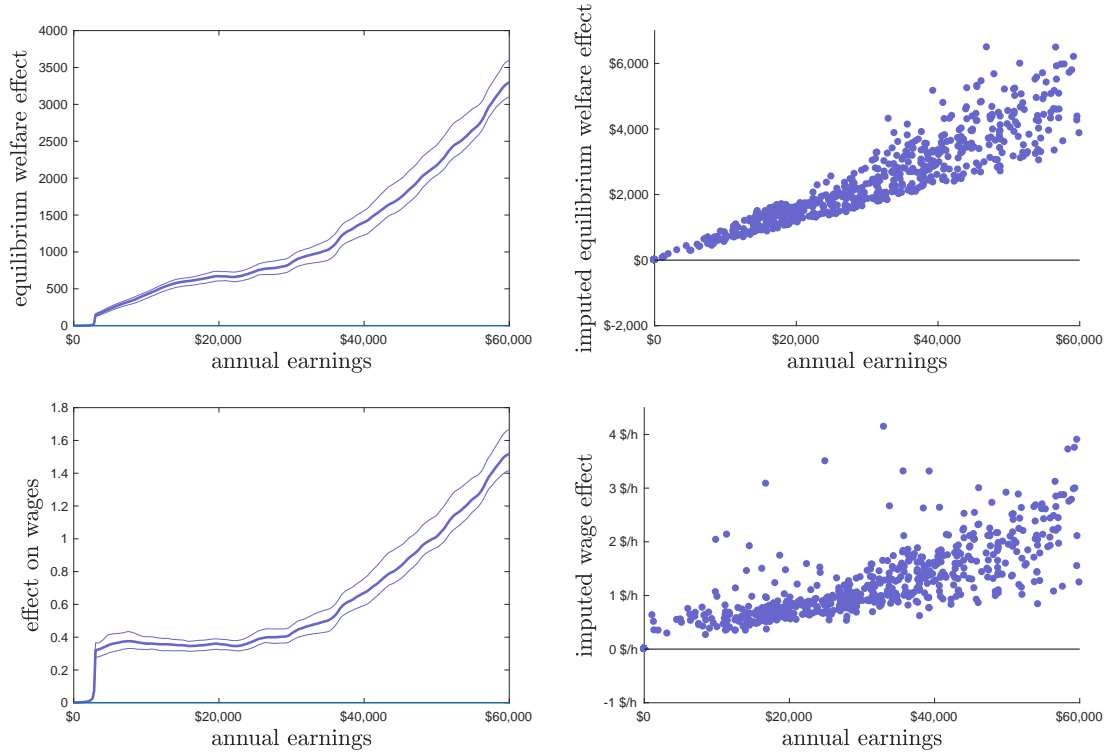 4000
3500
3000
2500
2000
1500
1000
500
0
equilibrium welfare effect
$0
$20,000
$40,000
$60,000
annual earnings
$6,000
$4,000
$2,000
$0
$-2,000
imputed equilibrium welfare effect
$0
$20,000
$40,000
$60,000
annual earnings
1.8
1.6
1.4
1.2
1
0.8
0.6
0.4
0.2
0
effect on wages
$0
$20,000
$40,000
$60,000
annual earnings
4 $/h
3 $/h
2 $/h
1 $/h
0 $/h
-1 $/h
imputed wage effect
$0
$20,000
$40,000
$60,000
annual earnings